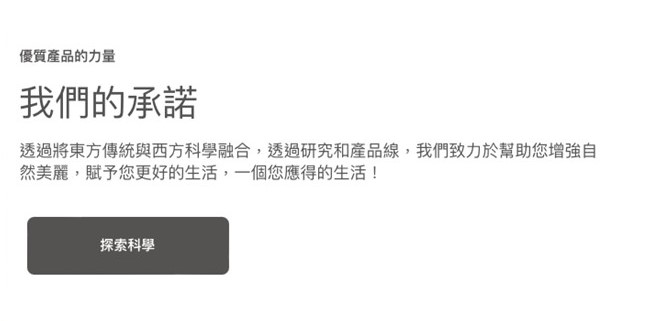 優質產品的力量
我們的承諾
透過將東方傳統與西方科學融合，透過研究和產品線，我們致力於幫助您增強自
然美麗，賦予您更好的生活，一個您應得的生活！
探索科學